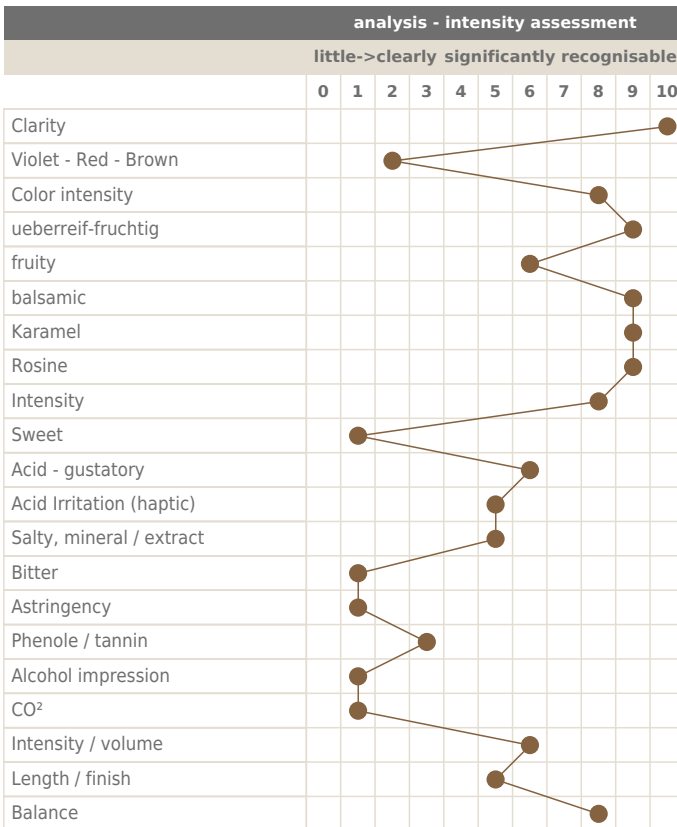 analysis - intensity assessment
little->clearly significantly recognisable
0 1 2 3 4 5 6 7 8 9 10
Clarity
Violet - Red - Brown
Color intensity
ueberreif-fruchtig
fruity
balsamic
Karamel
Rosine
Intensity
Sweet
Acid - gustatory
Acid Irritation (haptic)
Salty, mineral / extract
Bitter
Astringency
Phenole / tannin
Alcohol impression
CO²
Intensity / volume
Length / finish
Balance